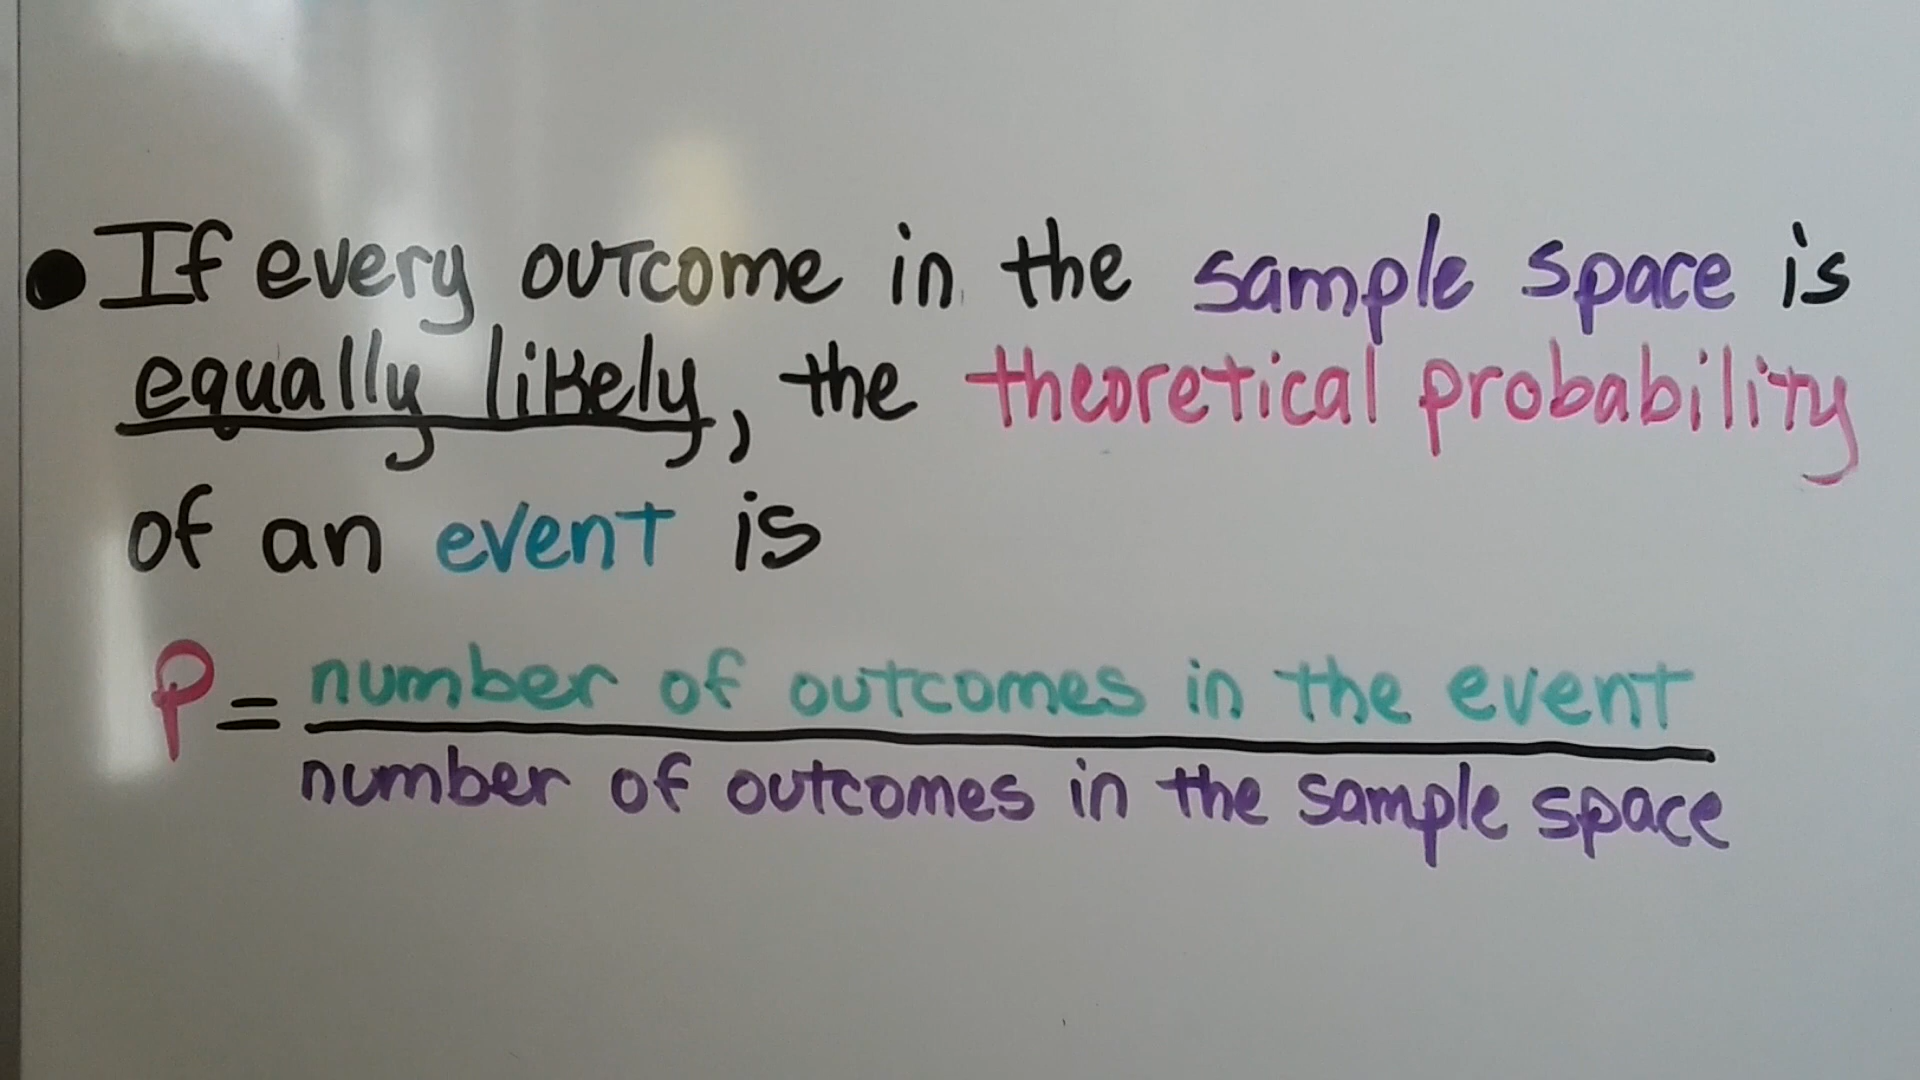 • If every outcome in the sample space is
equally likely, the theoretical probability
of an event is
P = number of outcomes in the event
number of outcomes in the sample space